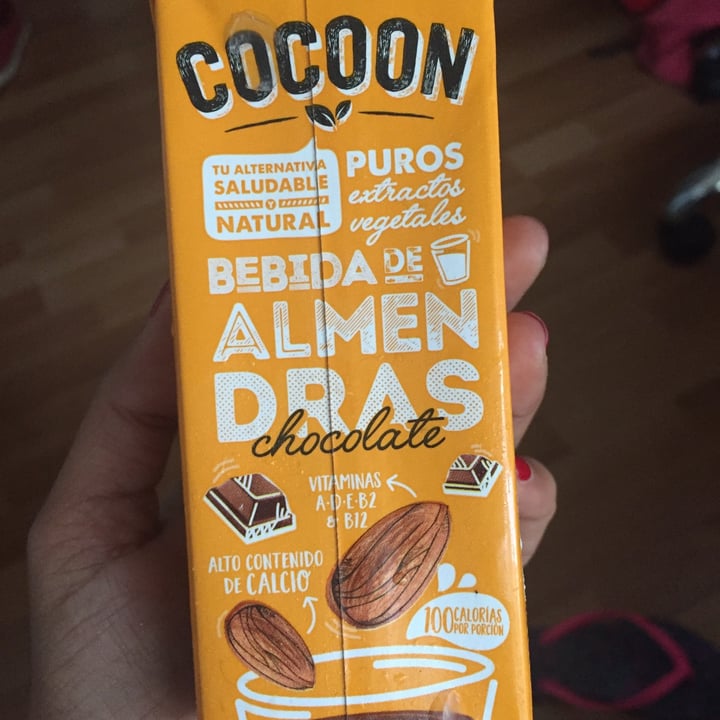 COCOON
TU ALTERNATIVA
SALUDABLE
Y
NATURAL
PUROS
extractos
vegetales
BEBIDA DE
ALMEN
DRAS
chocolate
VITAMINAS
A·D·E·B2
& B12
ALTO CONTENIDO
DE CALCIO
100 CALORÍAS
POR PORCIÓN